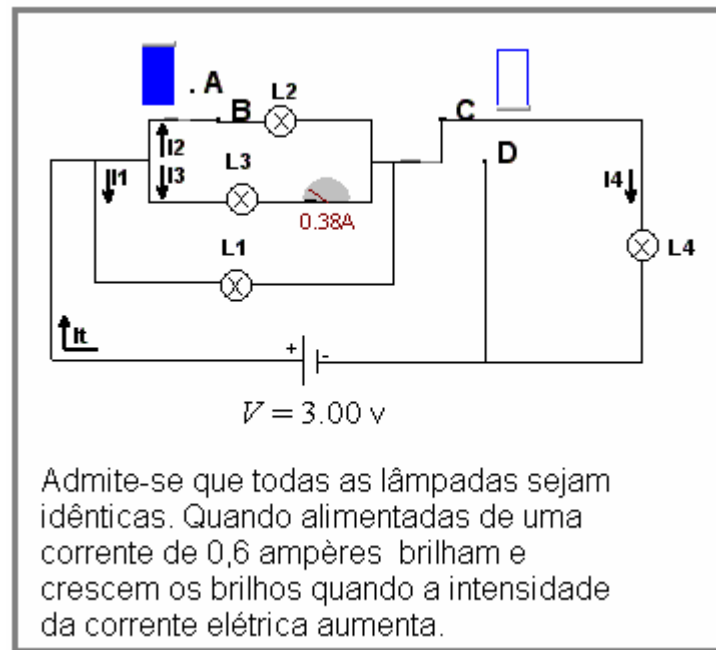 . A
L2
B
C
I2
D
I1
I3
L3
I4
0.38A
L1
L4
It
+
-
V = 3.00 v
Admite-se que todas as lâmpadas sejam
idênticas. Quando alimentadas de uma
corrente de 0,6 ampères brilham e
crescem os brilhos quando a intensidade
da corrente elétrica aumenta.